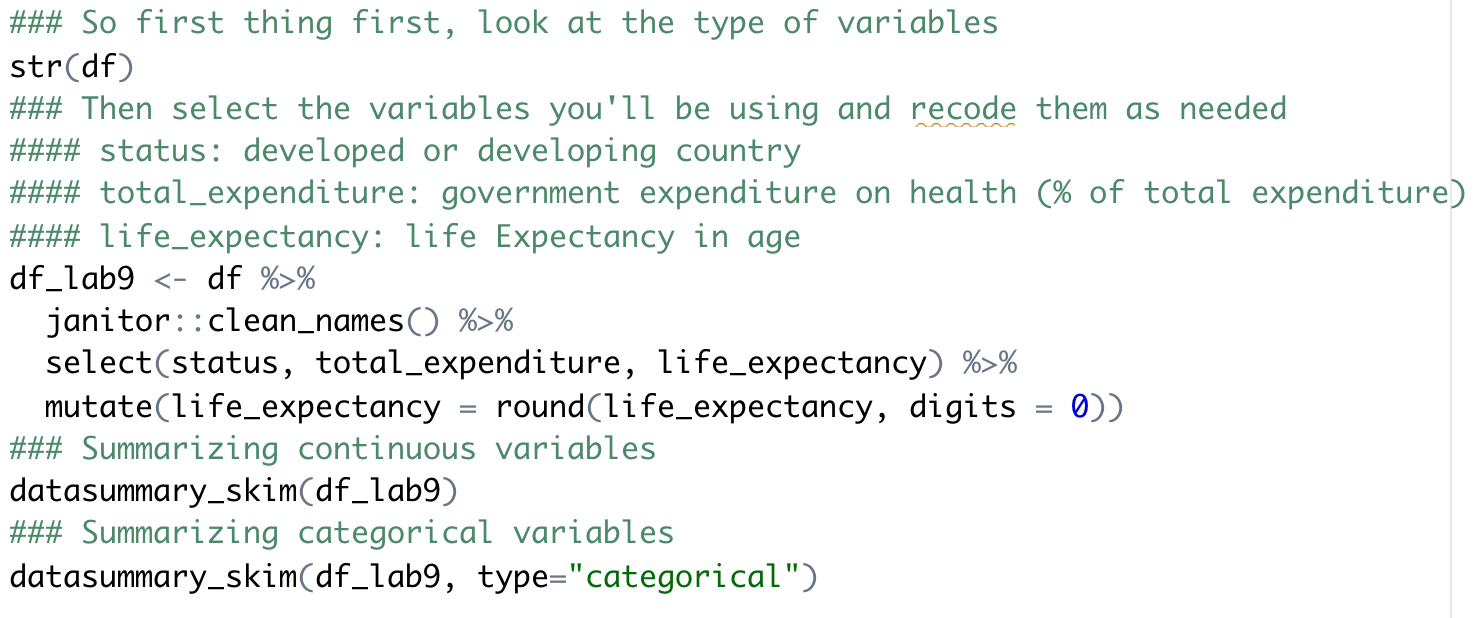 ### So first thing first, look at the type of variables
str(df)
### Then select the variables you'll be using and recode them as needed
#### status: developed or developing country
#### total_expenditure: government expenditure on health (% of total expenditure)
#### life_expectancy: life Expectancy in age
df_lab9 <- df %>%
  janitor::clean_names() %>%
  select(status, total_expenditure, life_expectancy) %>%
  mutate(life_expectancy = round(life_expectancy, digits = 0))
### Summarizing continuous variables
datasummary_skim(df_lab9)
### Summarizing categorical variables
datasummary_skim(df_lab9, type="categorical")